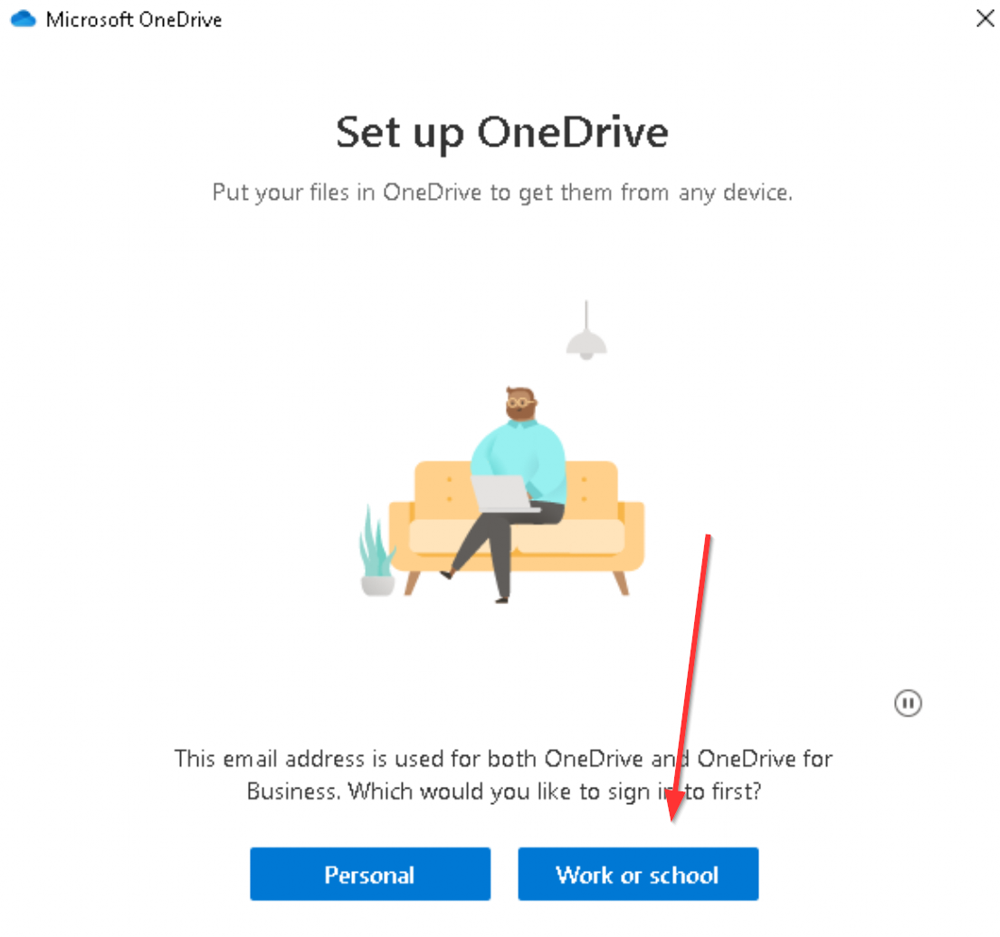 Microsoft OneDrive
Set up OneDrive
Put your files in OneDrive to get them from any device.
This email address is used for both OneDrive and OneDrive for
Business. Which would you like to sign in to first?
Personal
Work or school